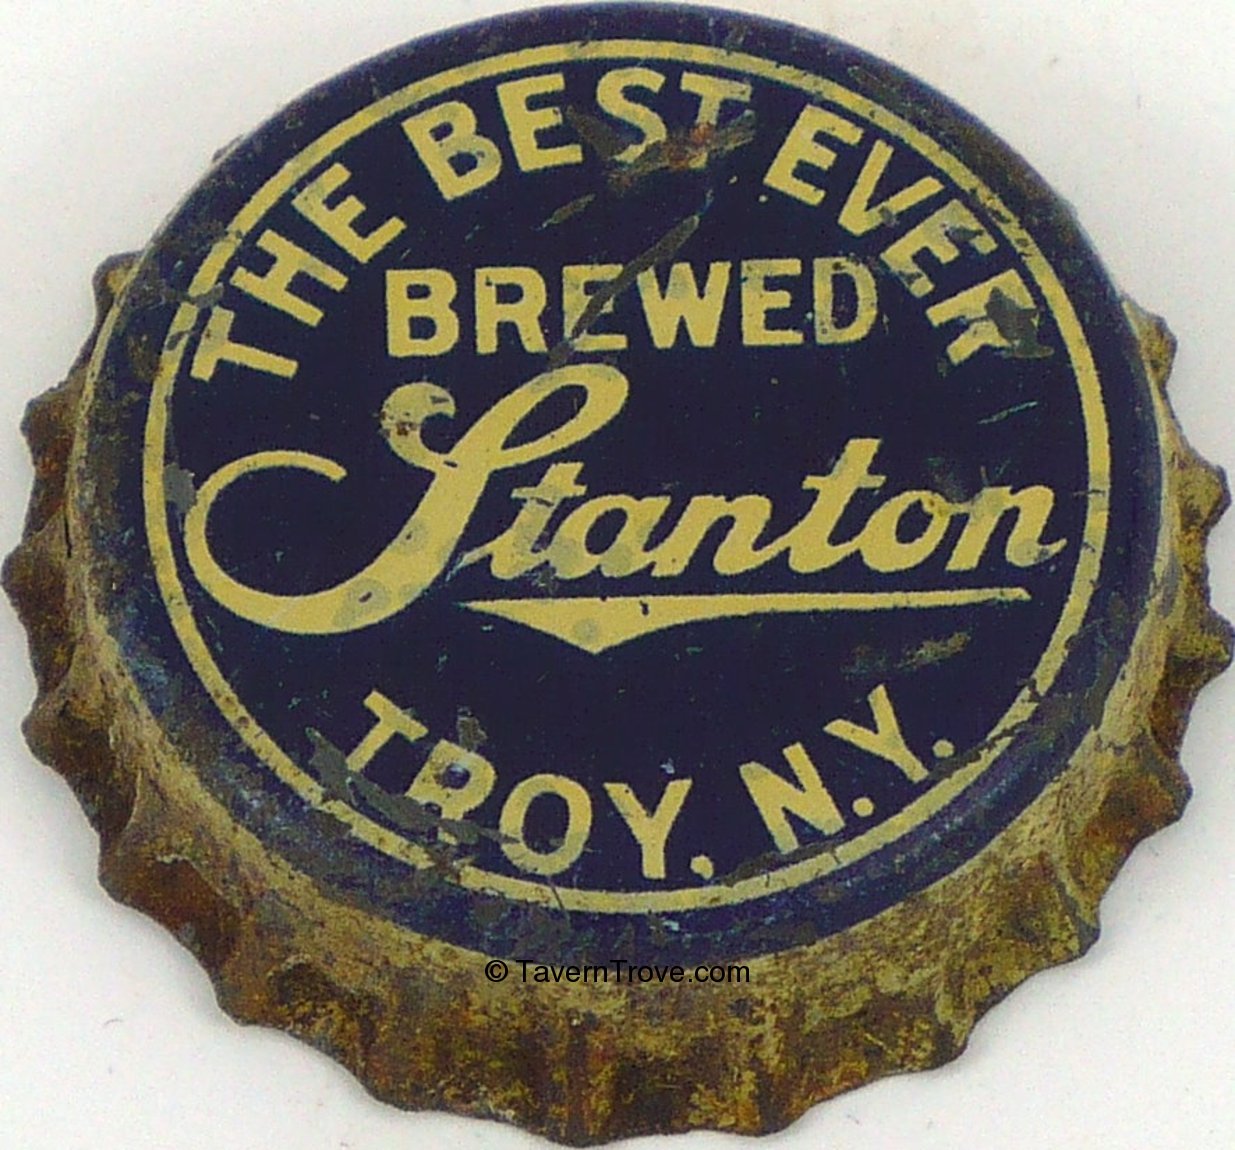 THE BEST EVER
BREWED
Stanton
TROY, N.Y.
© TavernTrove.com